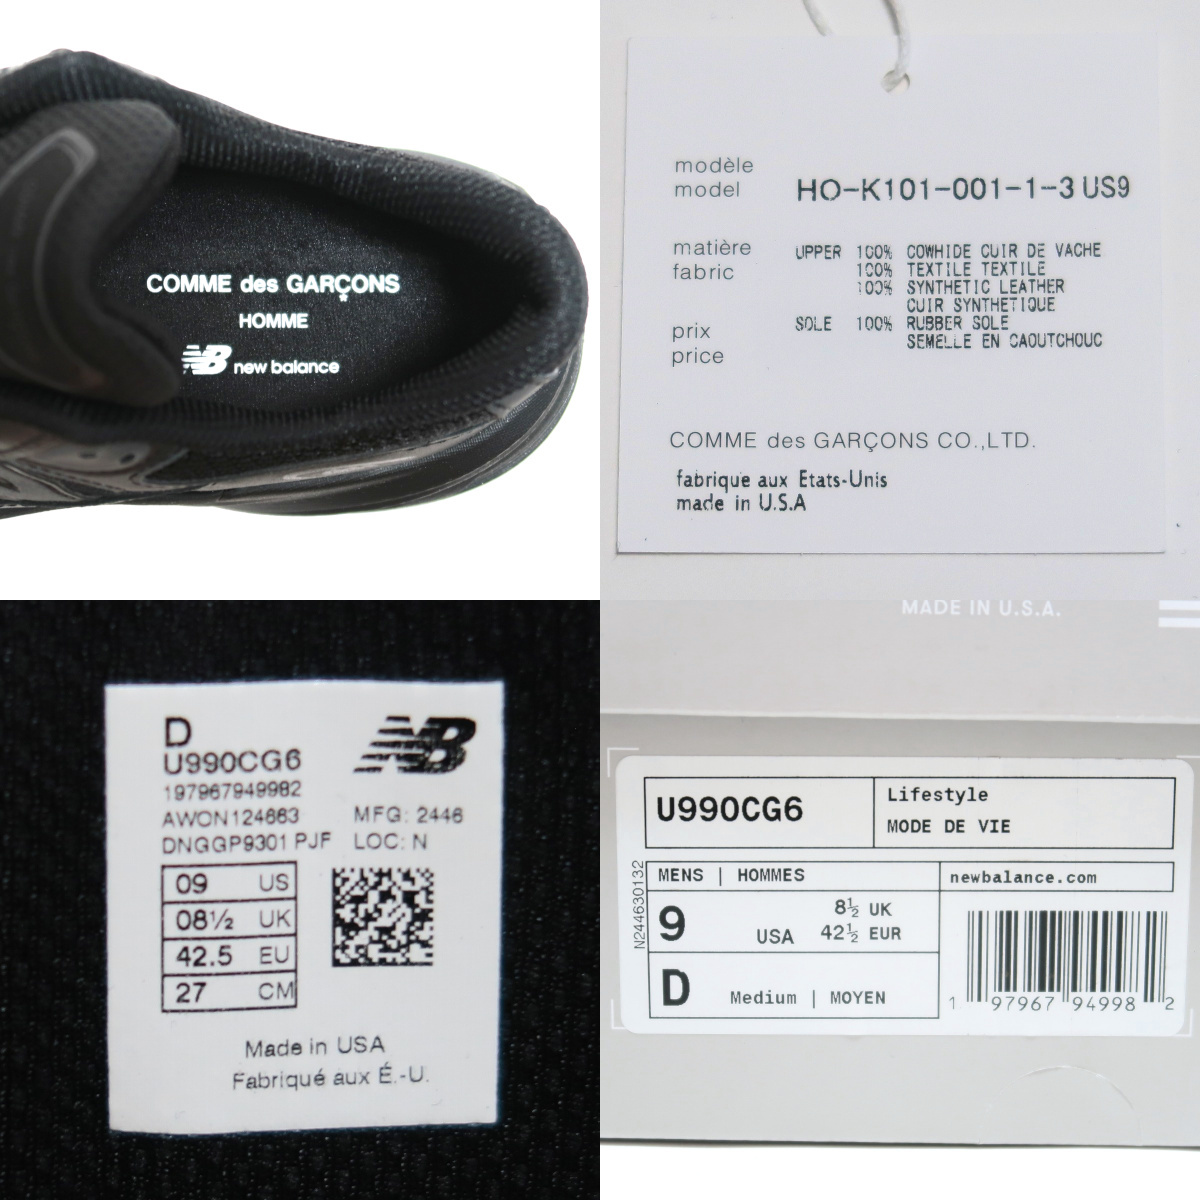 COMME des GARÇONS
HOMME
NB new balance
modèle
model HO-K101-001-1-3 US9
matière
fabric
UPPER 100% COWHIDE CUIR DE VACHE
100% TEXTILE TEXTILE
100% SYNTHETIC LEATHER
CUIR SYNTHETIQUE
SOLE 100% RUBBER SOLE
SEMELLE EN CAOUTCHOUC
prix
price
COMME des GARÇONS CO.,LTD.
fabrique aux Etats-Unis
made in U.S.A
D
NB
U990CG6
197967949982
AWON124663 MFG: 2446
DNGGP9301 PJF LOC: N
09 US
08½ UK
42.5 EU
27 CM
Made in USA
Fabriqué aux É.-U.
MADE IN U.S.A.
U990CG6
Lifestyle
MODE DE VIE
N244630132
MENS | HOMMES
newbalance.com
9 USA
8½ UK
42½ EUR
D Medium | MOYEN
1 97967 94998 2